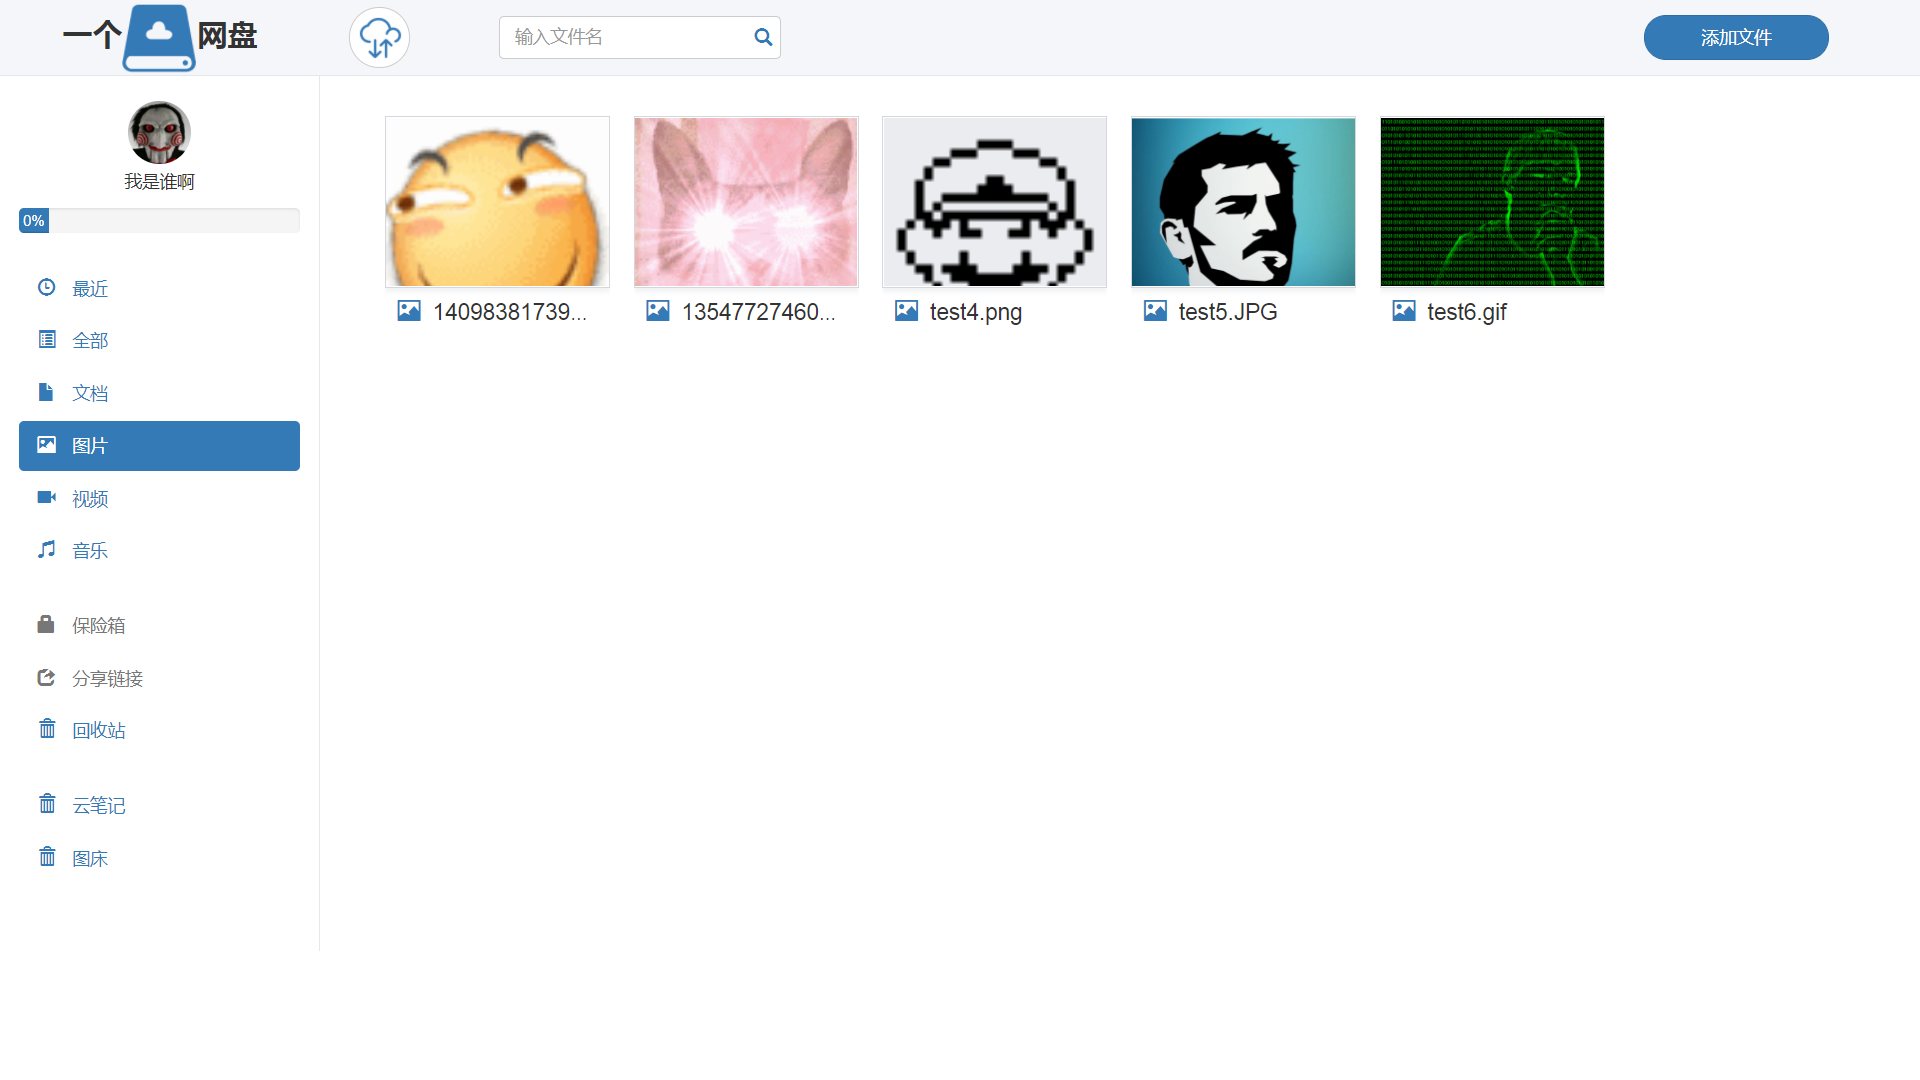 一个网盘
输入文件名
添加文件
我是谁啊
0%
最近
全部
文档
图片
视频
音乐
保险箱
分享链接
回收站
云笔记
图床
14098381739...
13547727460...
test4.png
test5.JPG
test6.gif